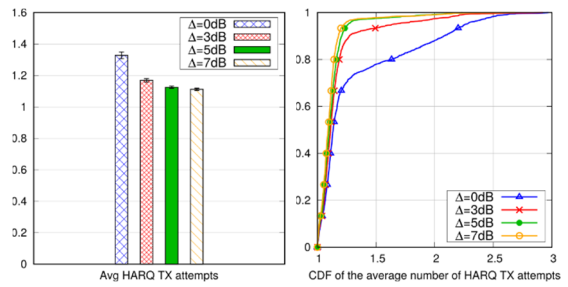 1.6
1.4
1.2
1
0.8
0.6
0.4
0.2
0
Δ=0dB
Δ=3dB
Δ=5dB
Δ=7dB
Avg HARQ TX attempts
1
0.8
0.6
0.4
0.2
0
Δ=0dB
Δ=3dB
Δ=5dB
Δ=7dB
1 1.5 2 2.5 3
CDF of the average number of HARQ TX attempts